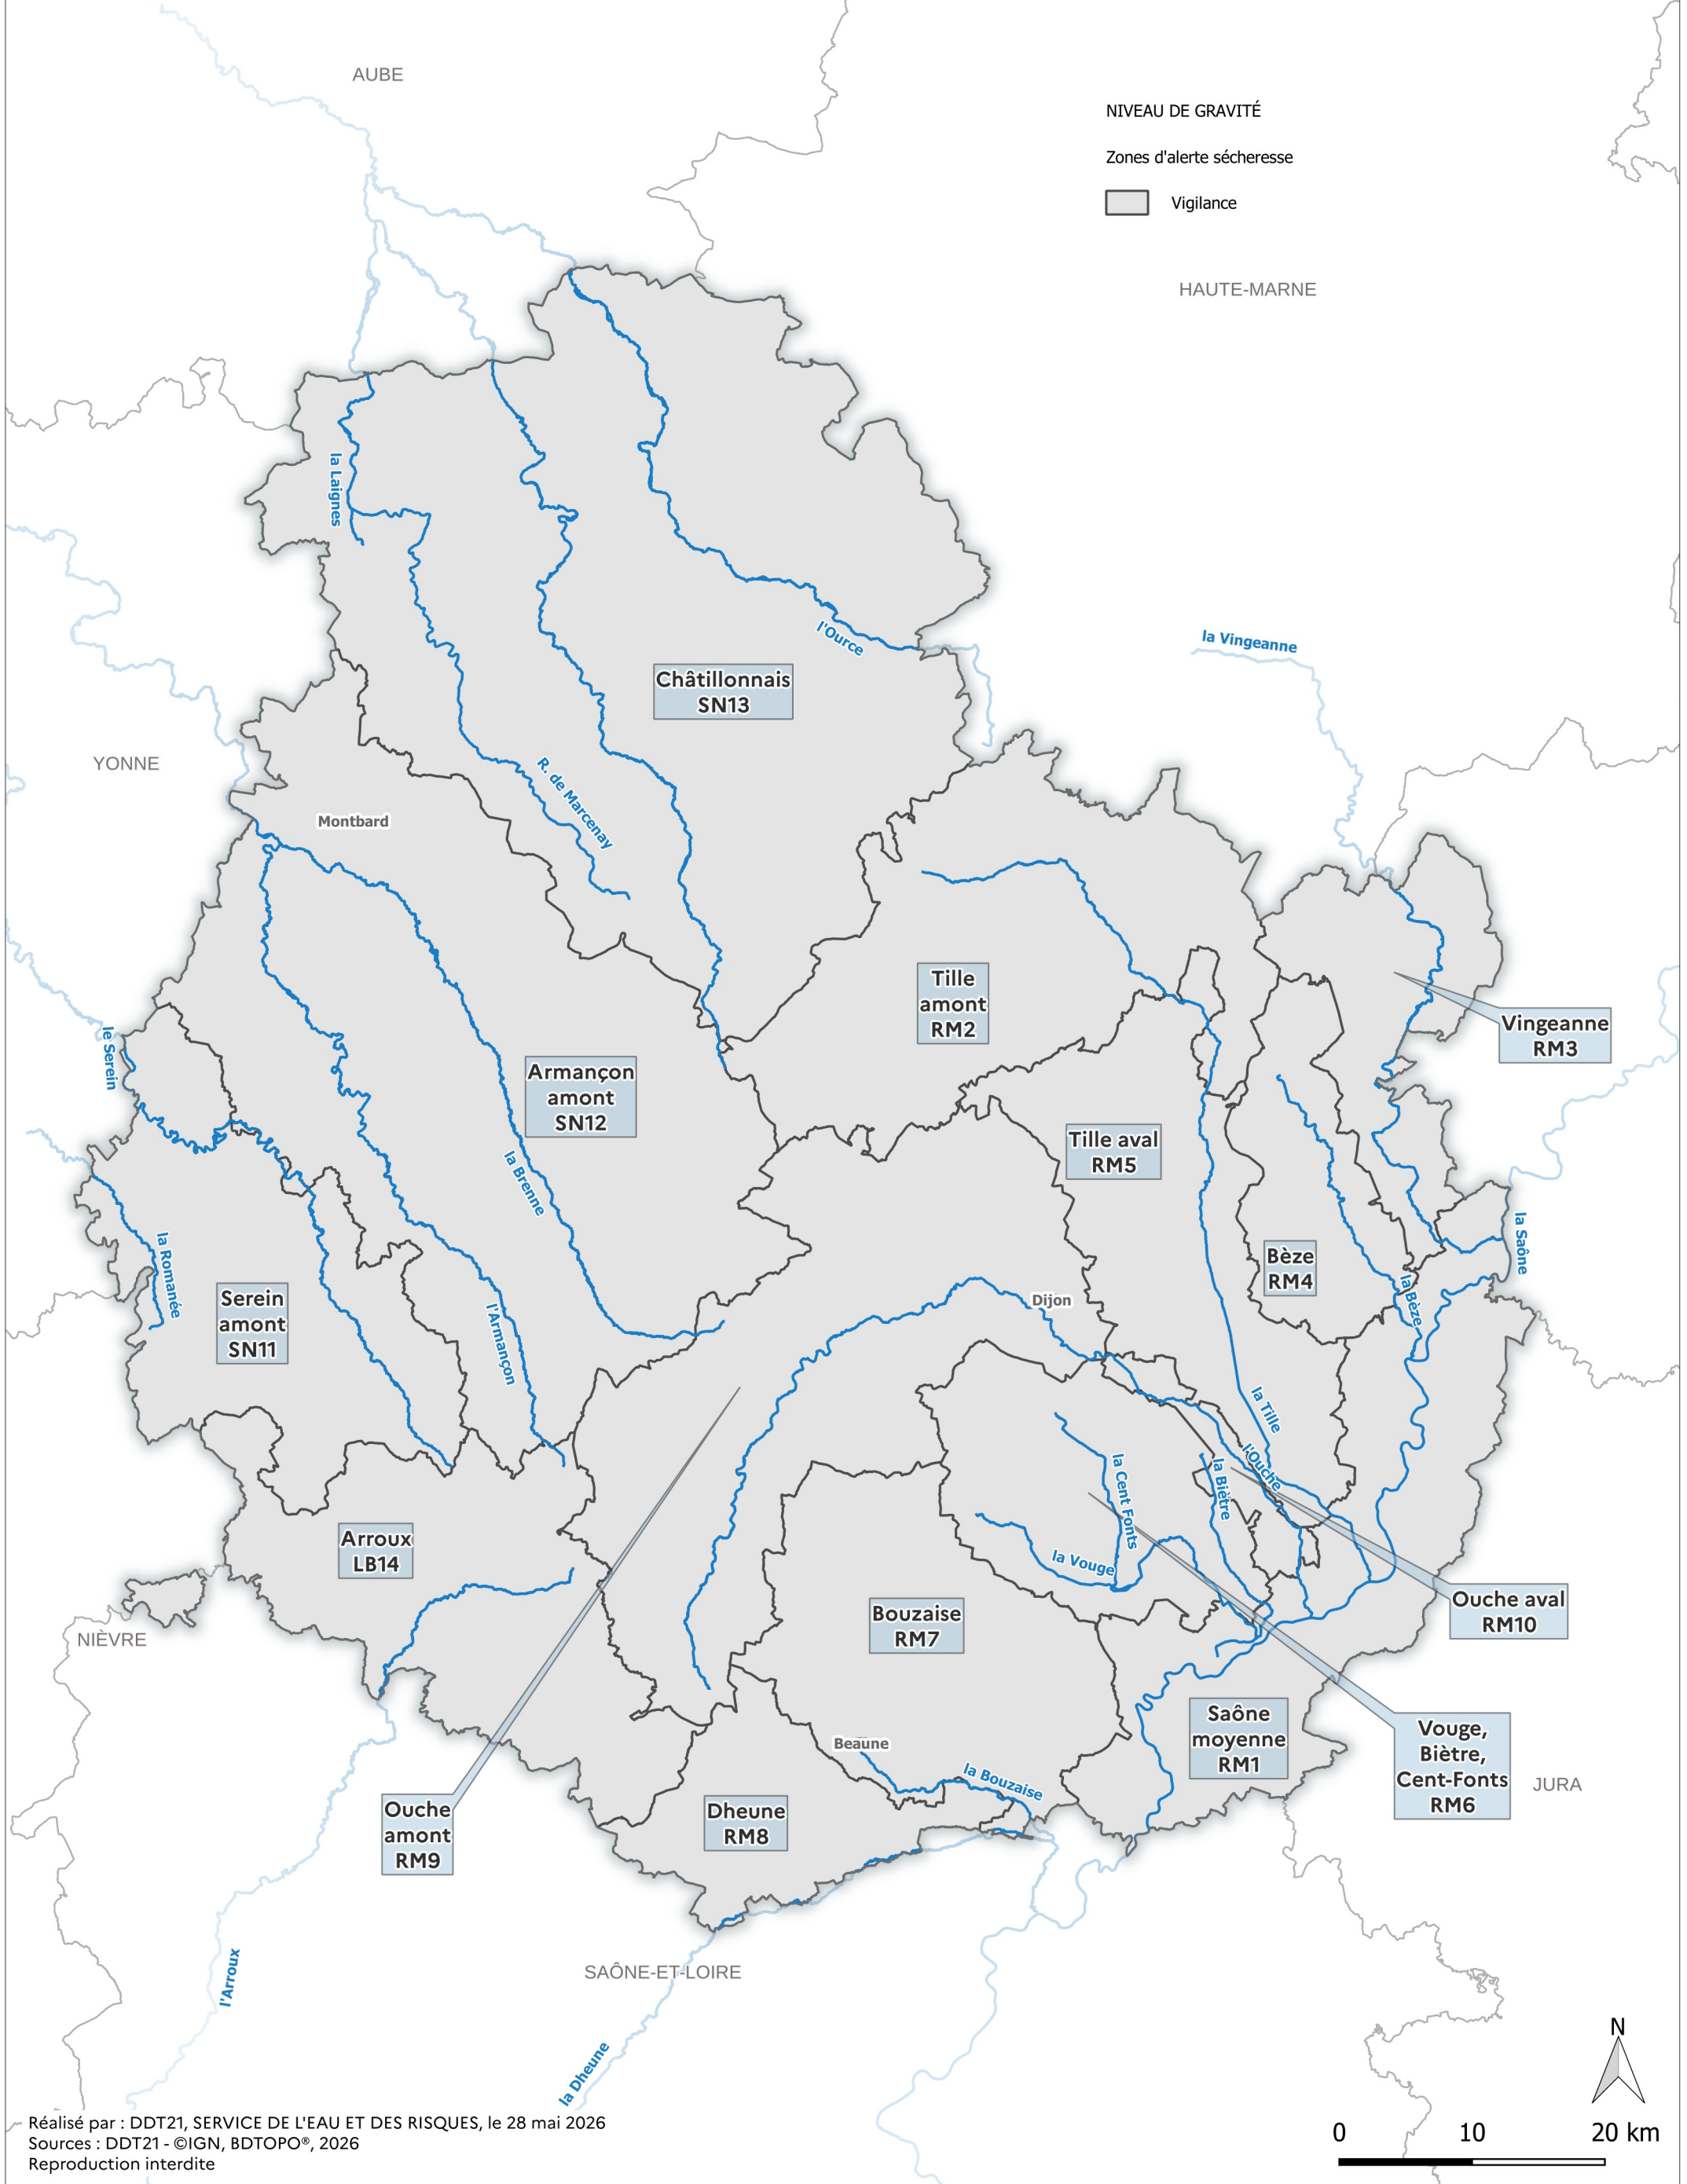 AUBE
NIVEAU DE GRAVITÉ
Zones d'alerte sécheresse
Vigilance
HAUTE-MARNE
la Laignes
l'Ource
la Vingeanne
Châtillonnais
SN13
YONNE
R. de Marcenay
Montbard
Tille
amont
RM2
Vingeanne
RM3
le Serein
Armançon
amont
SN12
Tille aval
RM5
la Brenne
la Romanée
la Saône
Bèze
RM4
Serein
amont
SN11
la Bèze
Dijon
l'Armançon
la Tille
l'Ouche
la Cent Fonts
la Biètre
Arroux
LB14
la Vouge
Ouche aval
RM10
Bouzaise
RM7
NIÈVRE
Saône
moyenne
RM1
Vouge,
Biètre,
Cent-Fonts
RM6
Beaune
la Bouzaise
JURA
Ouche
amont
RM9
Dheune
RM8
SAÔNE-ET-LOIRE
l'Arroux
la Dheune
N
Réalisé par : DDT21, SERVICE DE L'EAU ET DES RISQUES, le 28 mai 2026
Sources : DDT21 - ©IGN, BDTOPO®, 2026
Reproduction interdite
0 10 20 km